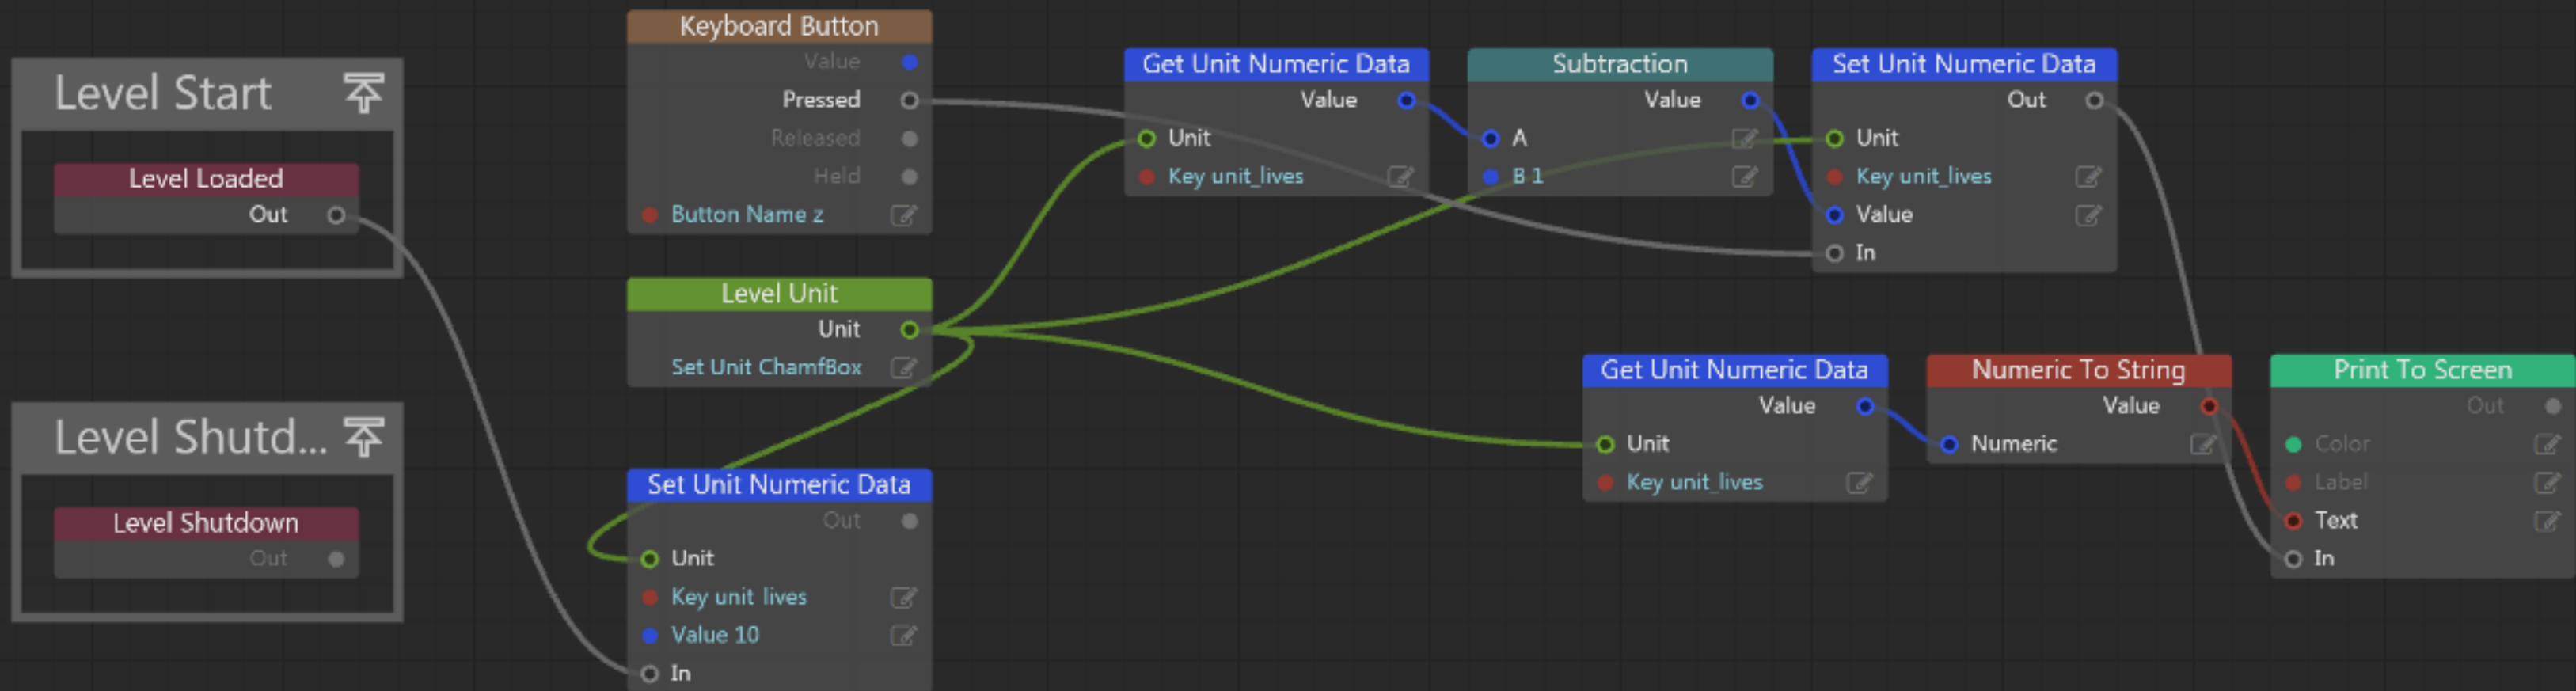 Level Start
Level Loaded
Out
Level Shutd...
Level Shutdown
Out
Keyboard Button
Value
Pressed
Released
Held
Button Name z
Level Unit
Unit
Set Unit ChamfBox
Set Unit Numeric Data
Out
Unit
Key unit lives
Value 10
In
Get Unit Numeric Data
Value
Unit
Key unit_lives
Subtraction
Value
A
B 1
Set Unit Numeric Data
Out
Unit
Key unit_lives
Value
In
Get Unit Numeric Data
Value
Unit
Key unit_lives
Numeric To String
Value
Numeric
Print To Screen
Out
Color
Label
Text
In